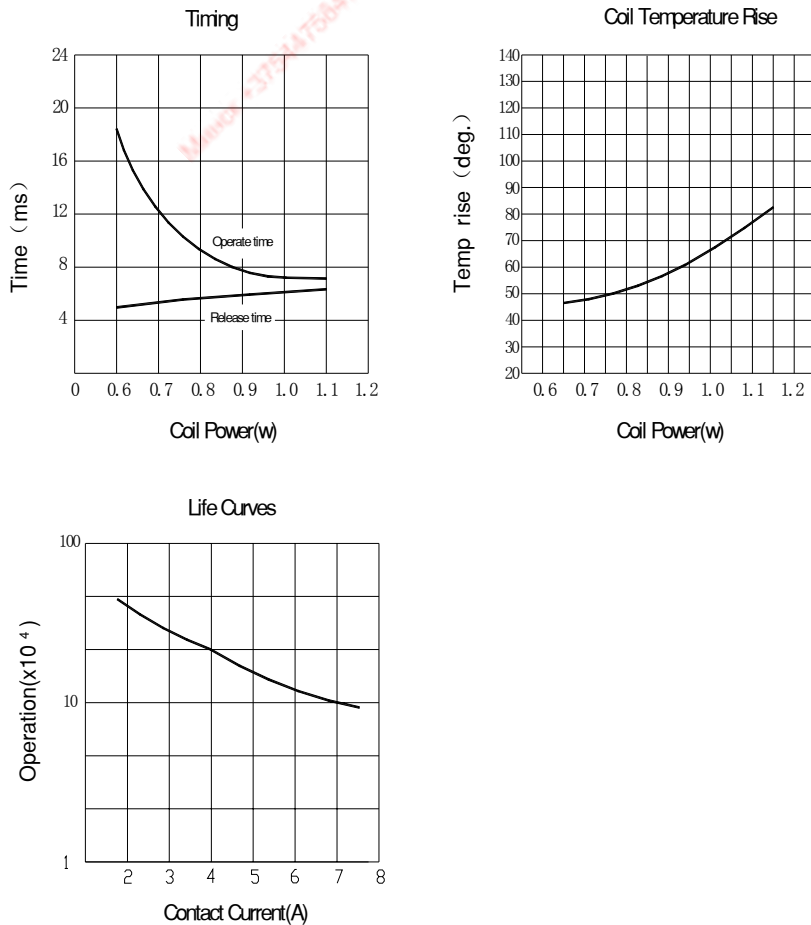 Timing
24
20
16
12
8
4
0 0.6 0.7 0.8 0.9 1.0 1.1 1.2
Time (ms)
Operate time
Release time
Coil Power(w)
Coil Temperature Rise
140
130
120
110
100
90
80
70
60
50
40
30
20
0.6 0.7 0.8 0.9 1.0 1.1 1.2
Temp rise (deg.)
Coil Power(w)
Life Curves
100
10
1
2 3 4 5 6 7 8
Operation(x10⁴)
Contact Current(A)